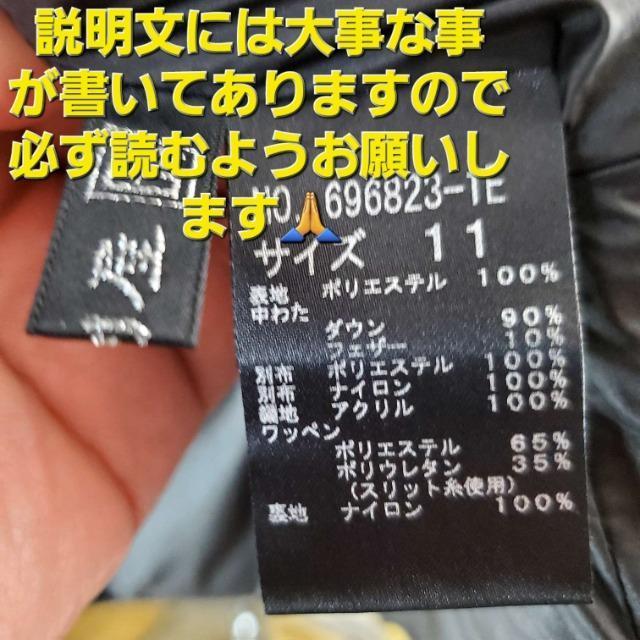 説明文には大事な事
が書いてありますので
必ず読むようお願いし
ます🙏
NO. 696823-1E
サイズ 11
表地 ポリエステル 100%
中わた
ダウン 90%
フェザー 10%
別布 ポリエステル 100%
別布 ナイロン 100%
編地 アクリル 100%
ワッペン
ポリエステル 65%
ポリウレタン 35%
(スリット糸使用)
裏地 ナイロン 100%
産